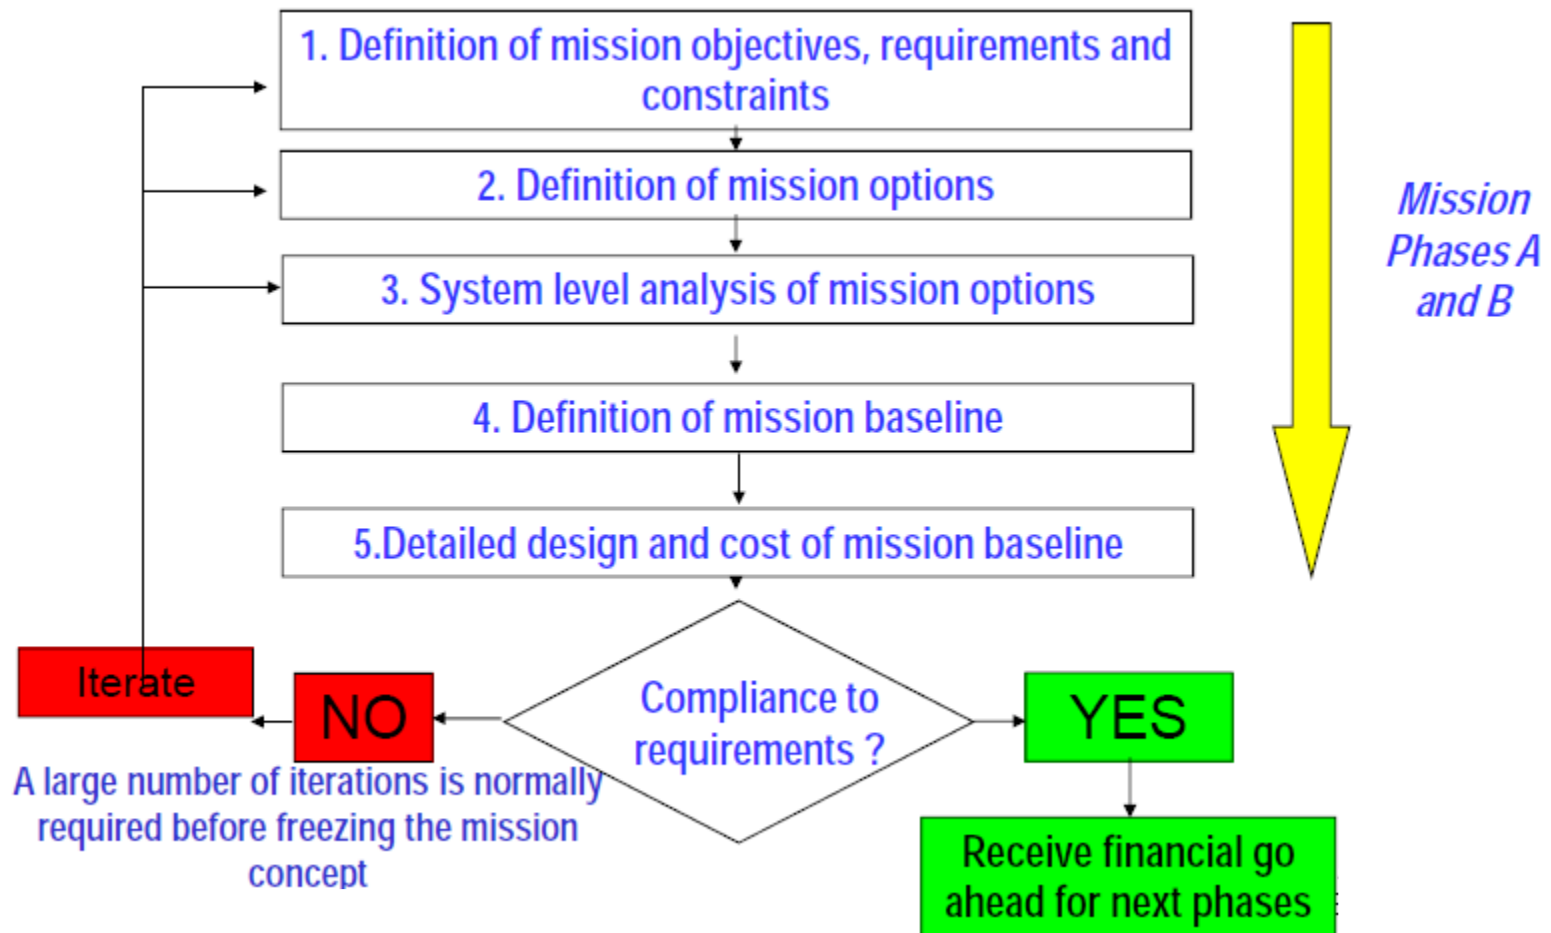 1. Definition of mission objectives, requirements and
constraints
2. Definition of mission options
3. System level analysis of mission options
4. Definition of mission baseline
5.Detailed design and cost of mission baseline
Mission
Phases A
and B
Compliance to
requirements ?
Iterate
NO
YES
A large number of iterations is normally
required before freezing the mission
concept
Receive financial go
ahead for next phases